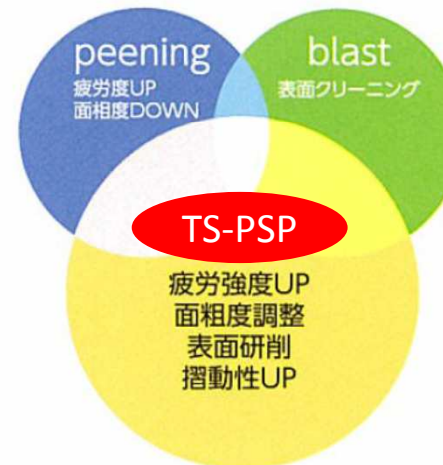 peening
疲労度UP
面相度DOWN
blast
表面クリーニング
TS-PSP
疲労強度UP
面粗度調整
表面研削
摺動性UP